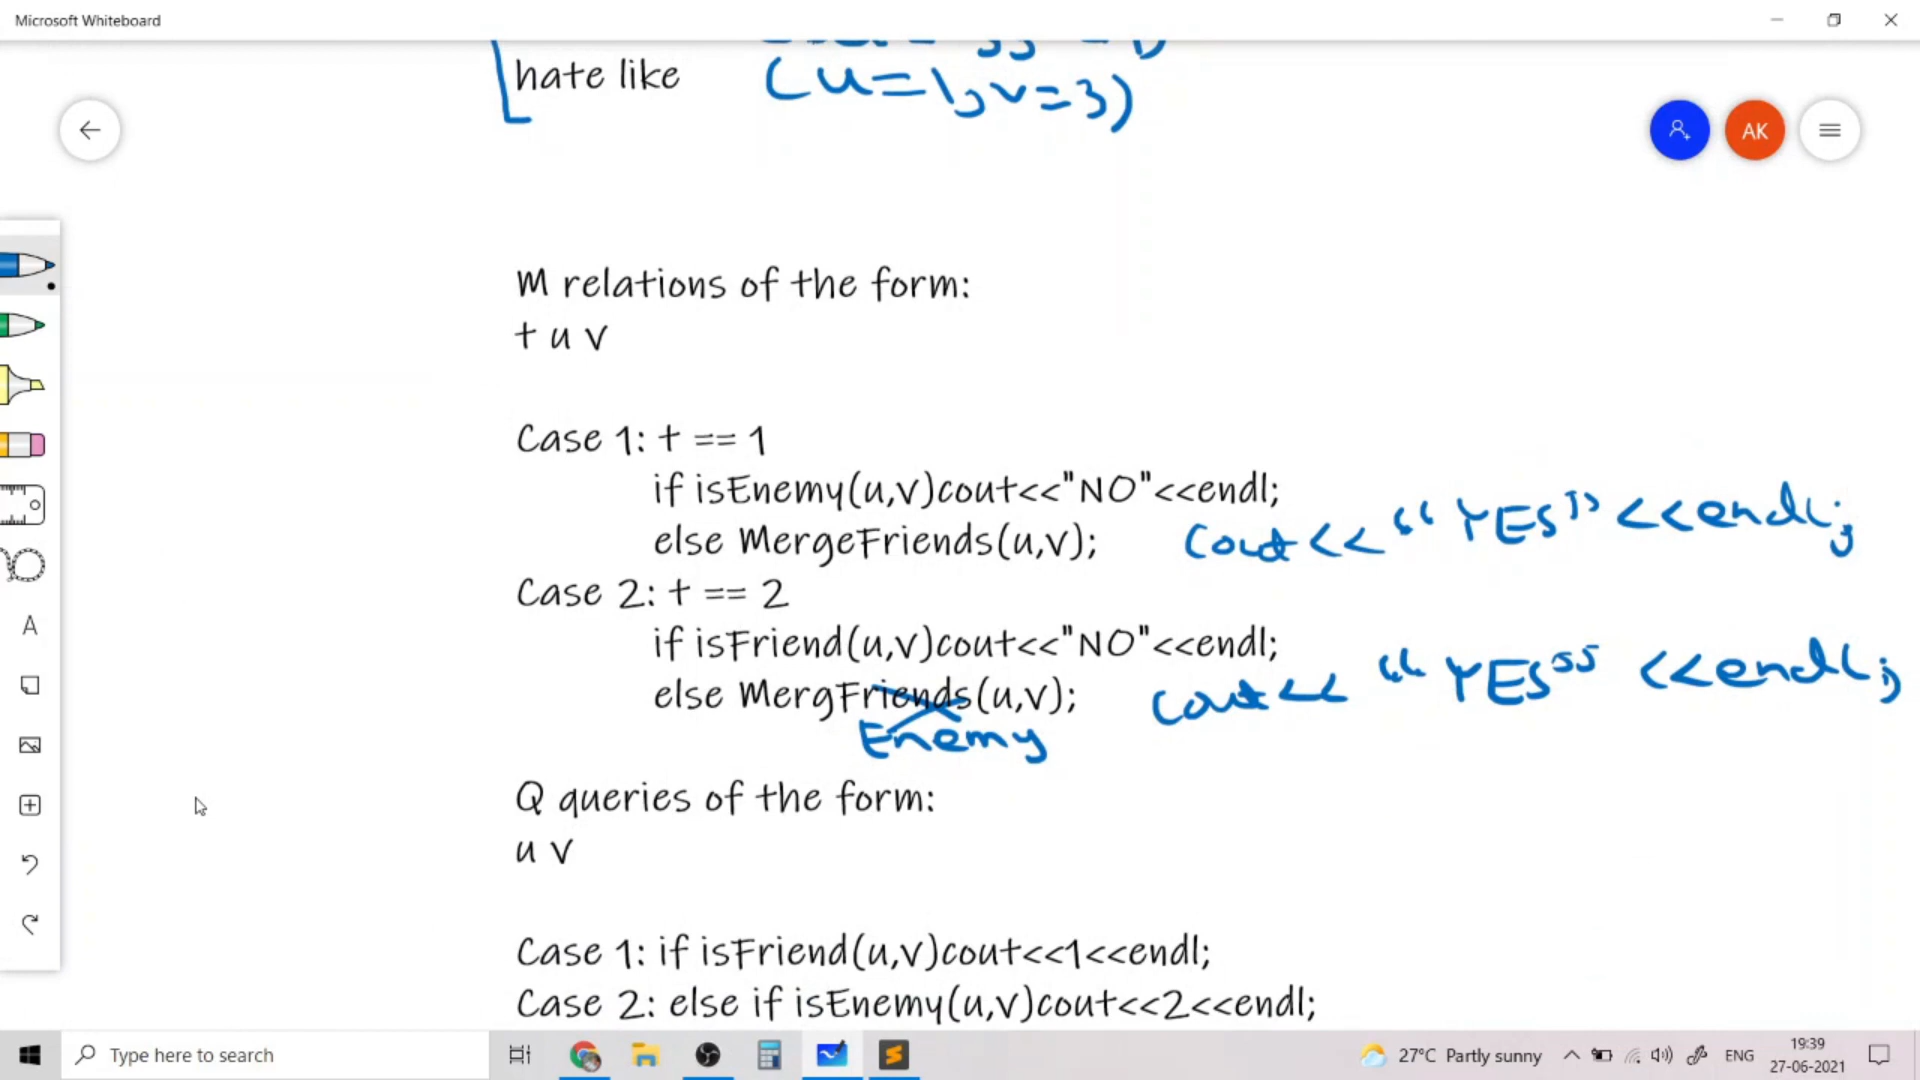 Microsoft Whiteboard
hate like
(u=1,v=3)
AK
M relations of the form:
t u v
Case 1: t == 1
if isEnemy(u,v)cout<<"NO"<<endl;
else MergeFriends(u,v); cout<<"YES"<<endl;
Case 2: t == 2
if isFriend(u,v)cout<<"NO"<<endl;
else MergFriends(u,v); cout<<"YES"<<endl;
Enemy
Q queries of the form:
u v
Case 1: if isFriend(u,v)cout<<1<<endl;
Case 2: else if isEnemy(u,v)cout<<2<<endl;
A
Type here to search
27°C Partly sunny
ENG
19:39
27-06-2021